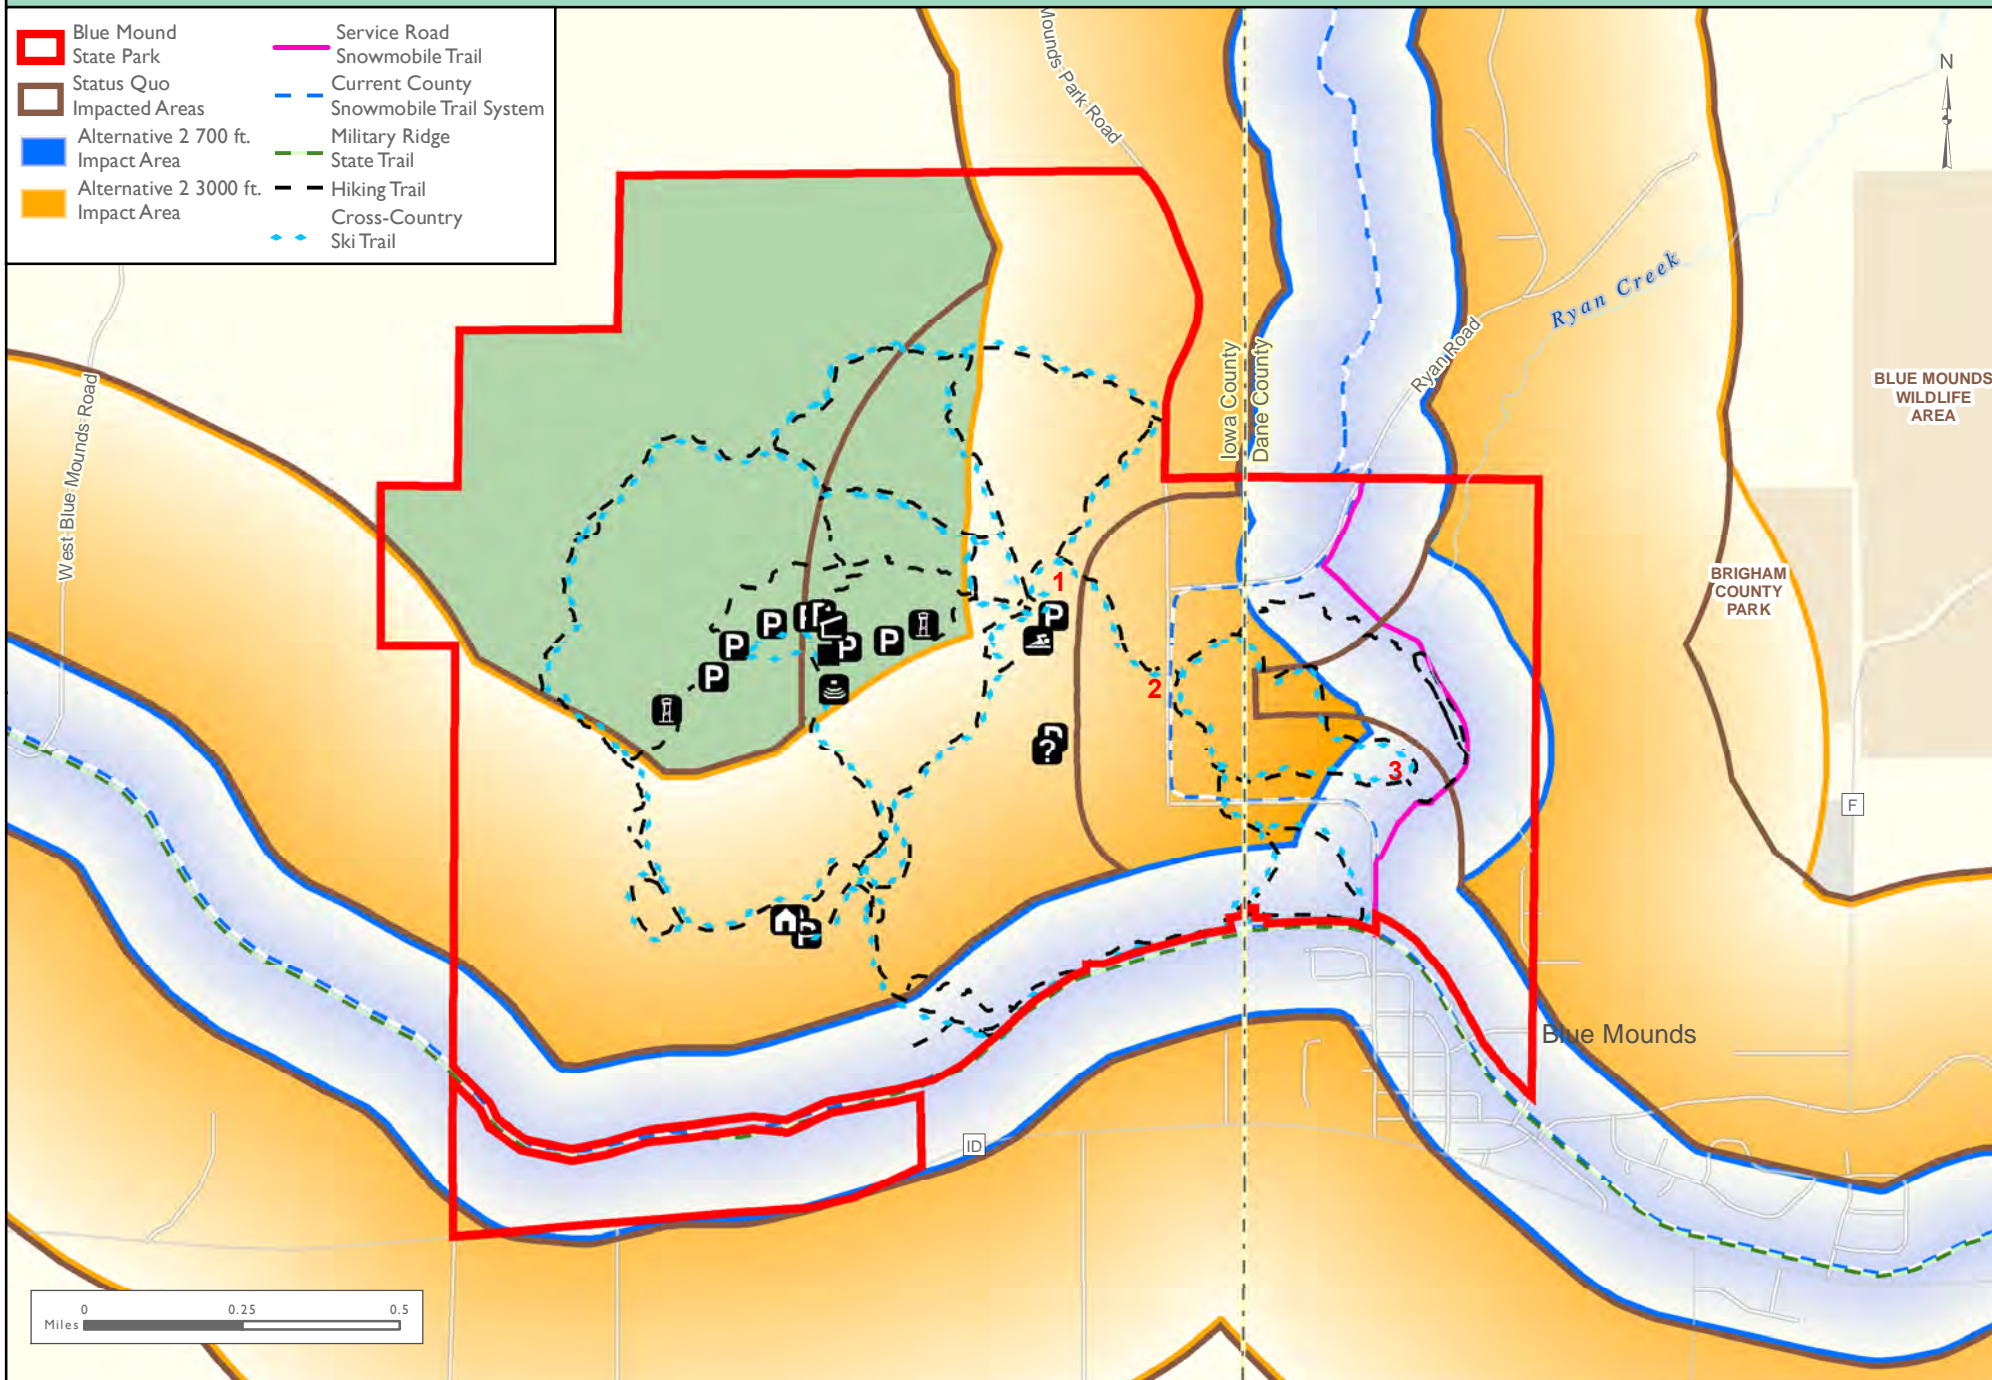 Blue Mound
State Park
Status Quo
Impacted Areas
Alternative 2 700 ft.
Impact Area
Alternative 2 3000 ft.
Impact Area
Service Road
Snowmobile Trail
Current County
Snowmobile Trail System
Military Ridge
State Trail
Hiking Trail
Cross-Country
Ski Trail
Mounds Park Road
N
Ryan Creek
Ryan Road
Iowa County
Dane County
West Blue Mounds Road
BLUE MOUNDS
WILDLIFE
AREA
BRIGHAM
COUNTY
PARK
1
P
P
P
P
P
P
2
P
?
3
F
P
Blue Mounds
ID
0 0.25 0.5
Miles